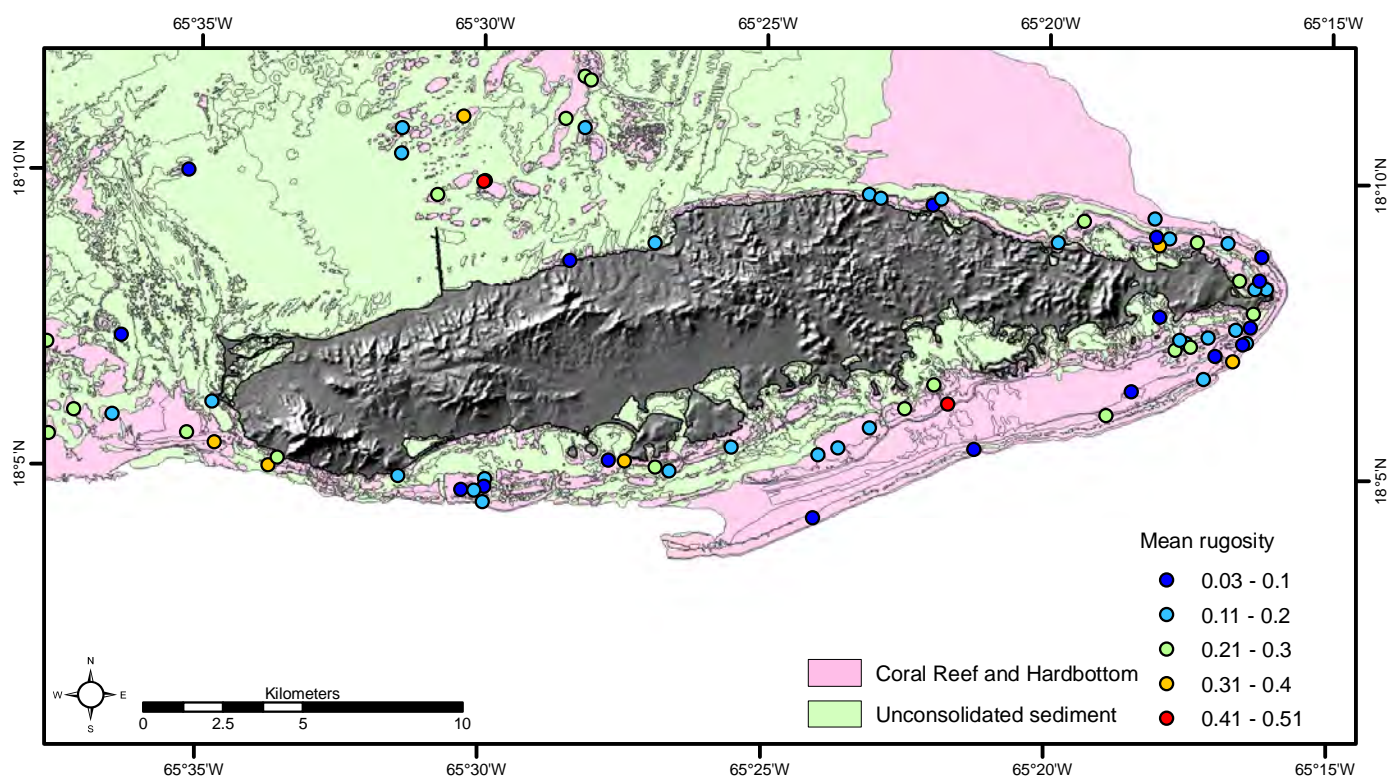 65°35'W 65°30'W 65°25'W 65°20'W 65°15'W
18°10'N
18°10'N
18°5'N
18°5'N
Mean rugosity
0.03 - 0.1
0.11 - 0.2
0.21 - 0.3
0.31 - 0.4
0.41 - 0.51
Coral Reef and Hardbottom
Unconsolidated sediment
N
W E
S
Kilometers
0 2.5 5 10
65°35'W 65°30'W 65°25'W 65°20'W 65°15'W